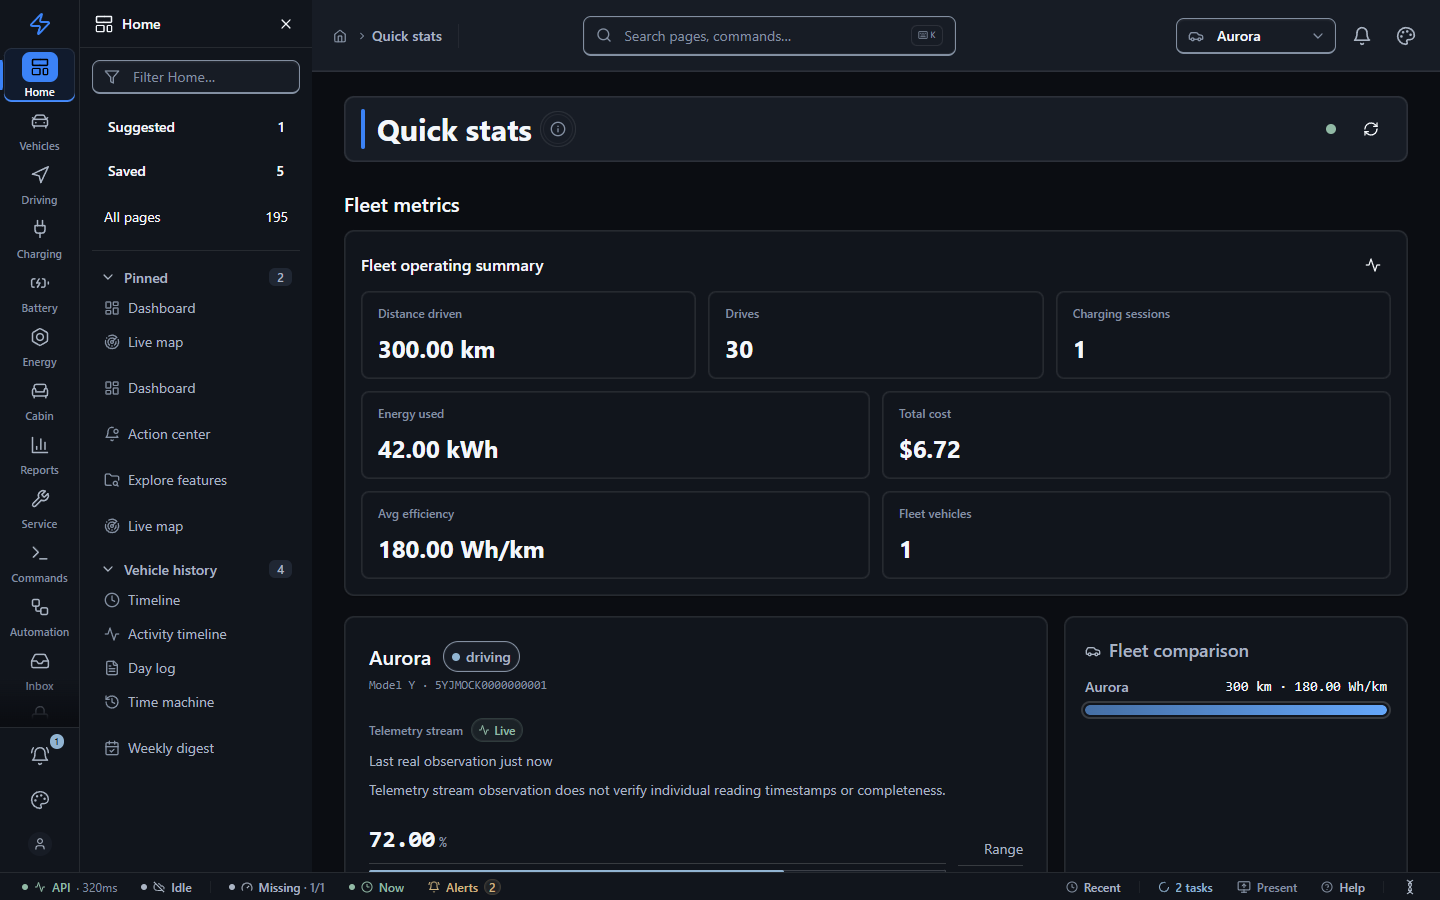 Home
Quick stats
Search pages, commands...
K
Aurora
Home
Vehicles
Driving
Charging
Battery
Energy
Cabin
Reports
Service
Commands
Automation
Inbox
1
Filter Home...
Suggested 1
Saved 5
All pages 195
Pinned 2
Dashboard
Live map
Dashboard
Action center
Explore features
Live map
Vehicle history 4
Timeline
Activity timeline
Day log
Time machine
Weekly digest
Quick stats
Fleet metrics
Fleet operating summary
Distance driven
300.00 km
Drives
30
Charging sessions
1
Energy used
42.00 kWh
Total cost
$6.72
Avg efficiency
180.00 Wh/km
Fleet vehicles
1
Aurora driving
Model Y · 5YJMOCK0000000001
Telemetry stream Live
Last real observation just now
Telemetry stream observation does not verify individual reading timestamps or completeness.
72.00 %
Range
Fleet comparison
Aurora 300 km · 180.00 Wh/km
API · 320ms
Idle
Missing · 1/1
Now
Alerts 2
Recent
2 tasks
Present
Help